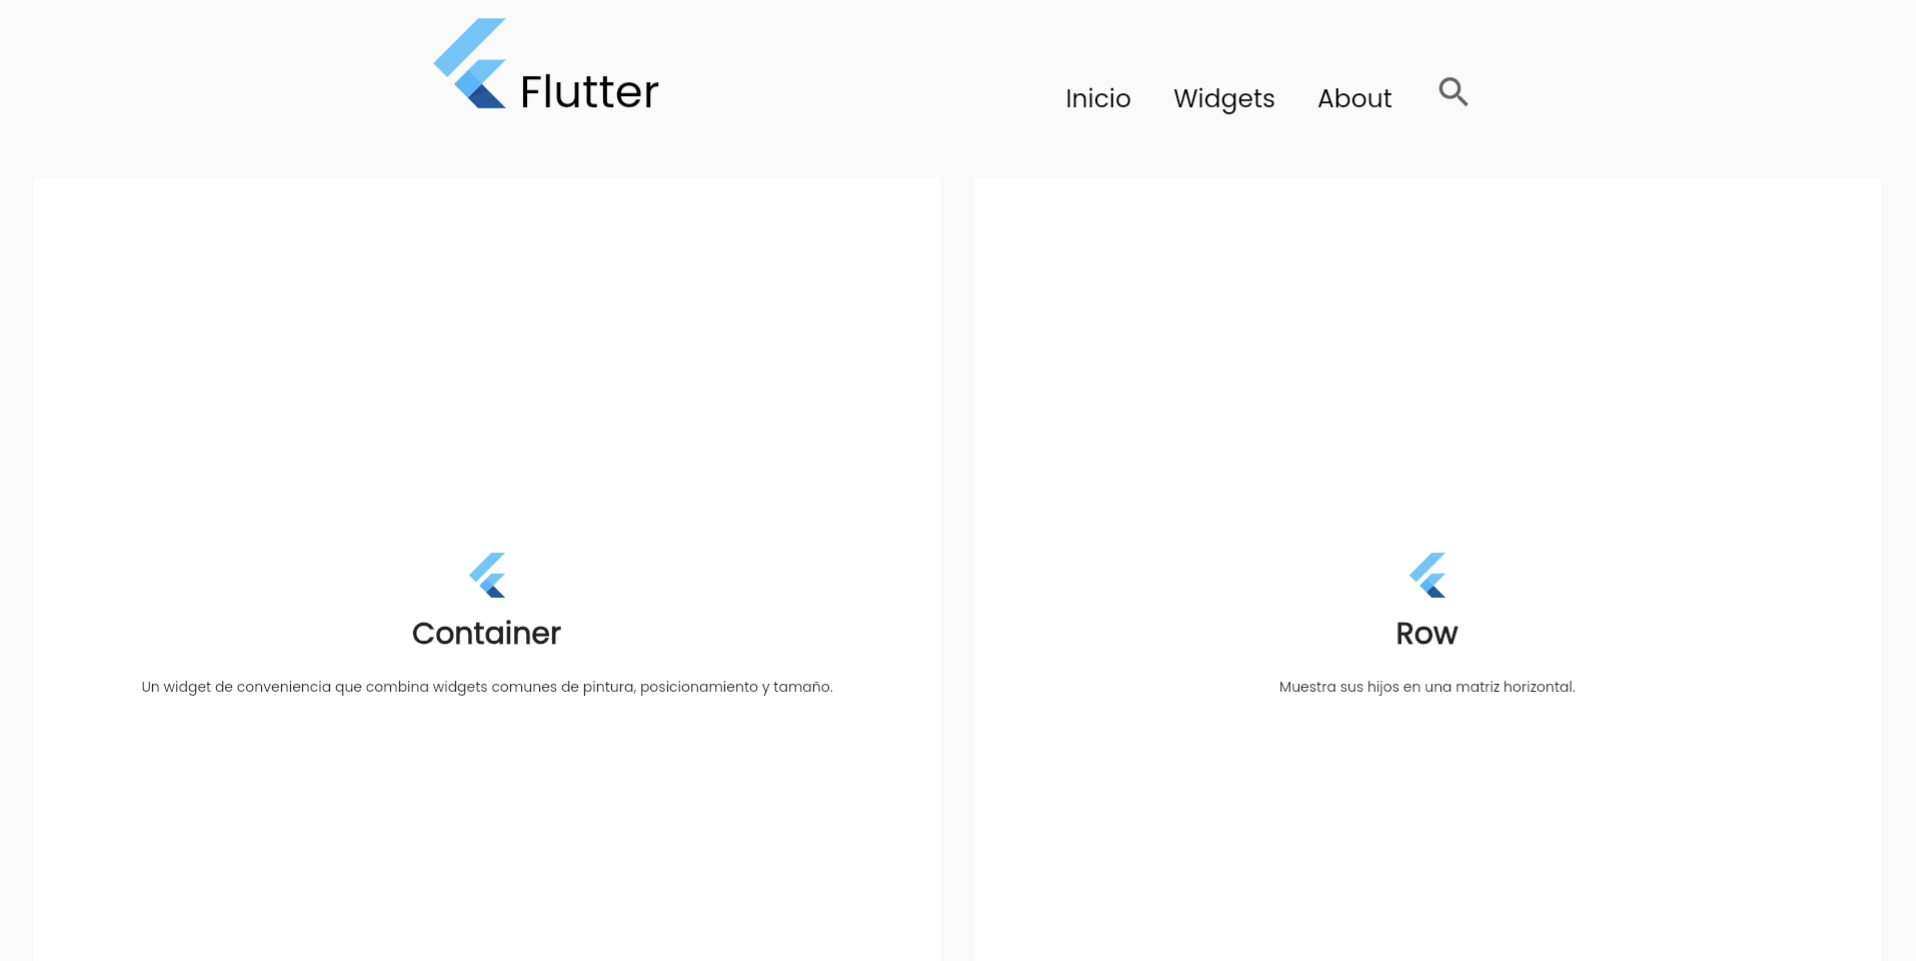 Flutter
Inicio Widgets About
Container
Un widget de conveniencia que combina widgets comunes de pintura, posicionamiento y tamaño.
Row
Muestra sus hijos en una matriz horizontal.